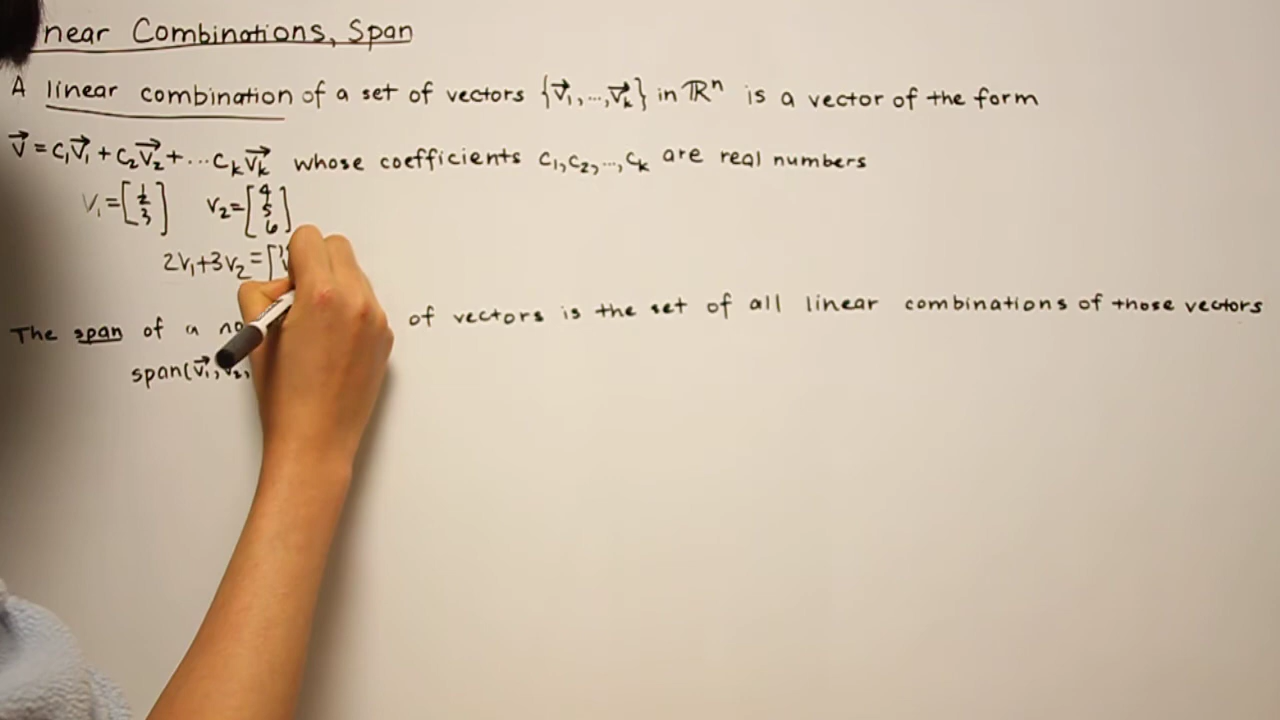 near Combinations, Span
A linear combination of a set of vectors {v⃗₁,...,v⃗ₖ} in ℝⁿ is a vector of the form
v⃗ = c₁v⃗₁ + c₂v⃗₂ + ... cₖv⃗ₖ whose coefficients c₁,c₂,...,cₖ are real numbers
v₁ = [1 2 3] v₂ = [4 5 6]
2v₁ + 3v₂ = [
The span of a of vectors is the set of all linear combinations of those vectors
span(v⃗₁, v⃗₂,